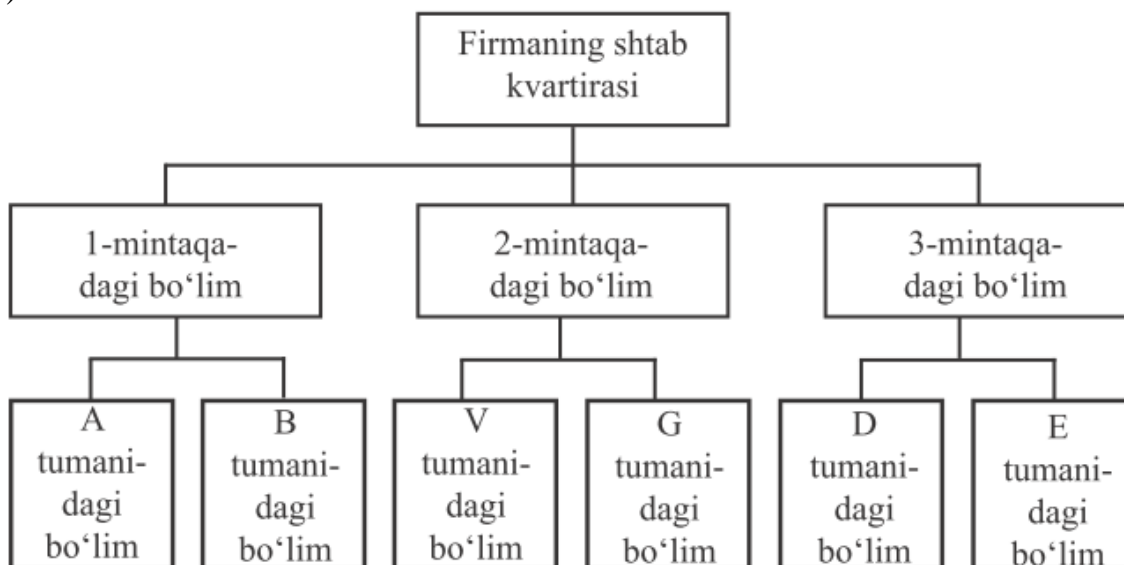 )
Firmaning shtab
kvartirasi
1-mintaqa-
dagi bo‘lim
2-mintaqa-
dagi bo‘lim
3-mintaqa-
dagi bo‘lim
A
tumani-
dagi
bo‘lim
B
tumani-
dagi
bo‘lim
V
tumani-
dagi
bo‘lim
G
tumani-
dagi
bo‘lim
D
tumani-
dagi
bo‘lim
E
tumani-
dagi
bo‘lim